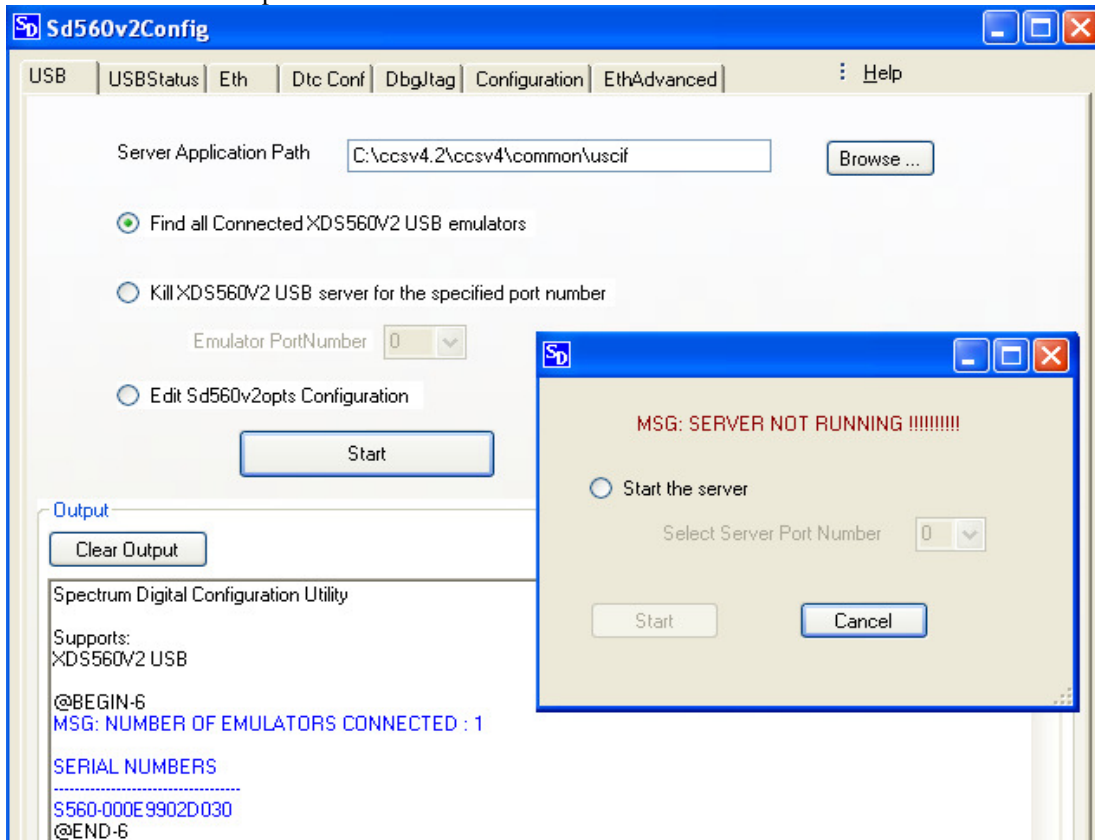 SD Sd560v2Config
USB USBStatus Eth Dtc Conf DbgJtag Configuration EthAdvanced Help
Server Application Path C:\ccsv4.2\ccsv4\common\uscif Browse ...
Find all Connected XDS560V2 USB emulators
Kill XDS560V2 USB server for the specified port number
Emulator PortNumber 0
Edit Sd560v2opts Configuration
Start
SD
MSG: SERVER NOT RUNNING !!!!!!!!!!
Start the server
Select Server Port Number 0
Start Cancel
Output
Clear Output
Spectrum Digital Configuration Utility
Supports:
XDS560V2 USB
@BEGIN-6
MSG: NUMBER OF EMULATORS CONNECTED : 1
SERIAL NUMBERS
-----------------------------------
S560-000E9902D030
@END-6